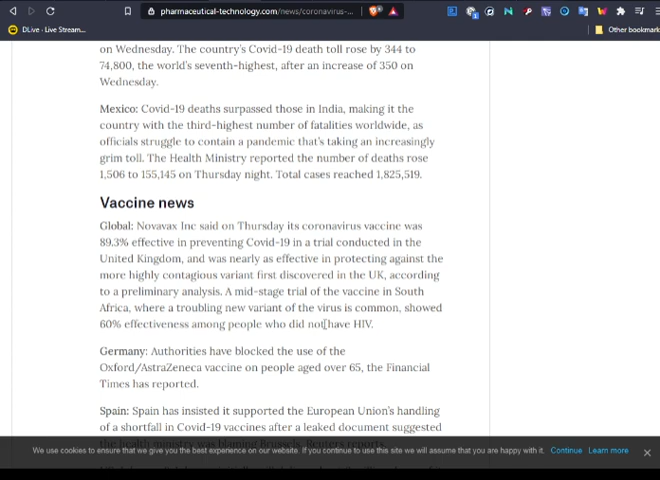 pharmaceutical-technology.com/news/coronavirus-...
DLive - Live Stream...
Other bookmark
on Wednesday. The country's Covid-19 death toll rose by 344 to
74,800, the world's seventh-highest, after an increase of 350 on
Wednesday.
Mexico: Covid-19 deaths surpassed those in India, making it the
country with the third-highest number of fatalities worldwide, as
officials struggle to contain a pandemic that's taking an increasingly
grim toll. The Health Ministry reported the number of deaths rose
1,506 to 155,145 on Thursday night. Total cases reached 1,825,519.
Vaccine news
Global: Novavax Inc said on Thursday its coronavirus vaccine was
89.3% effective in preventing Covid-19 in a trial conducted in the
United Kingdom, and was nearly as effective in protecting against the
more highly contagious variant first discovered in the UK, according
to a preliminary analysis. A mid-stage trial of the vaccine in South
Africa, where a troubling new variant of the virus is common, showed
60% effectiveness among people who did not have HIV.
Germany: Authorities have blocked the use of the
Oxford/AstraZeneca vaccine on people aged over 65, the Financial
Times has reported.
Spain: Spain has insisted it supported the European Union's handling
of a shortfall in Covid-19 vaccines after a leaked document suggested
the health ministry was blaming Brussels, Reuters reports.
We use cookies to ensure that we give you the best experience on our website. If you continue to use this site we will assume that you are happy with it. Continue Learn more